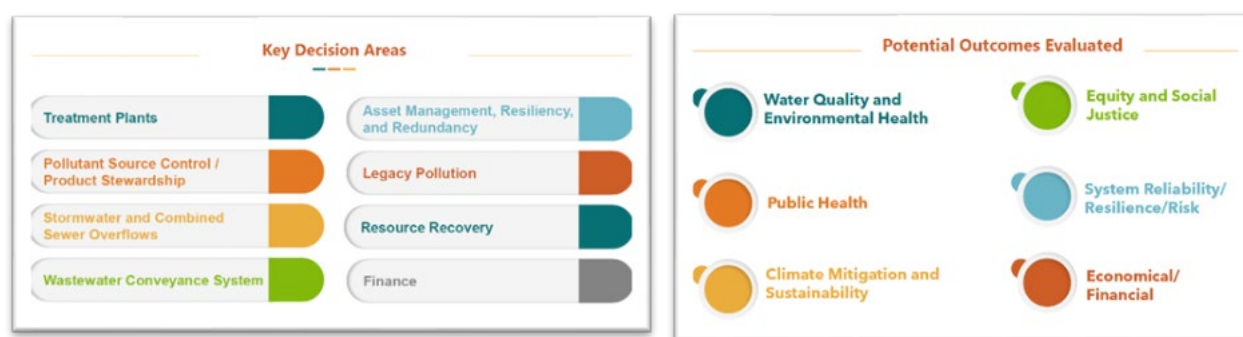 Key Decision Areas
Treatment Plants
Pollutant Source Control /
Product Stewardship
Stormwater and Combined
Sewer Overflows
Wastewater Conveyance System
Asset Management, Resiliency,
and Redundancy
Legacy Pollution
Resource Recovery
Finance
Potential Outcomes Evaluated
Water Quality and
Environmental Health
Public Health
Climate Mitigation and
Sustainability
Equity and Social
Justice
System Reliability/
Resilience/Risk
Economical/
Financial